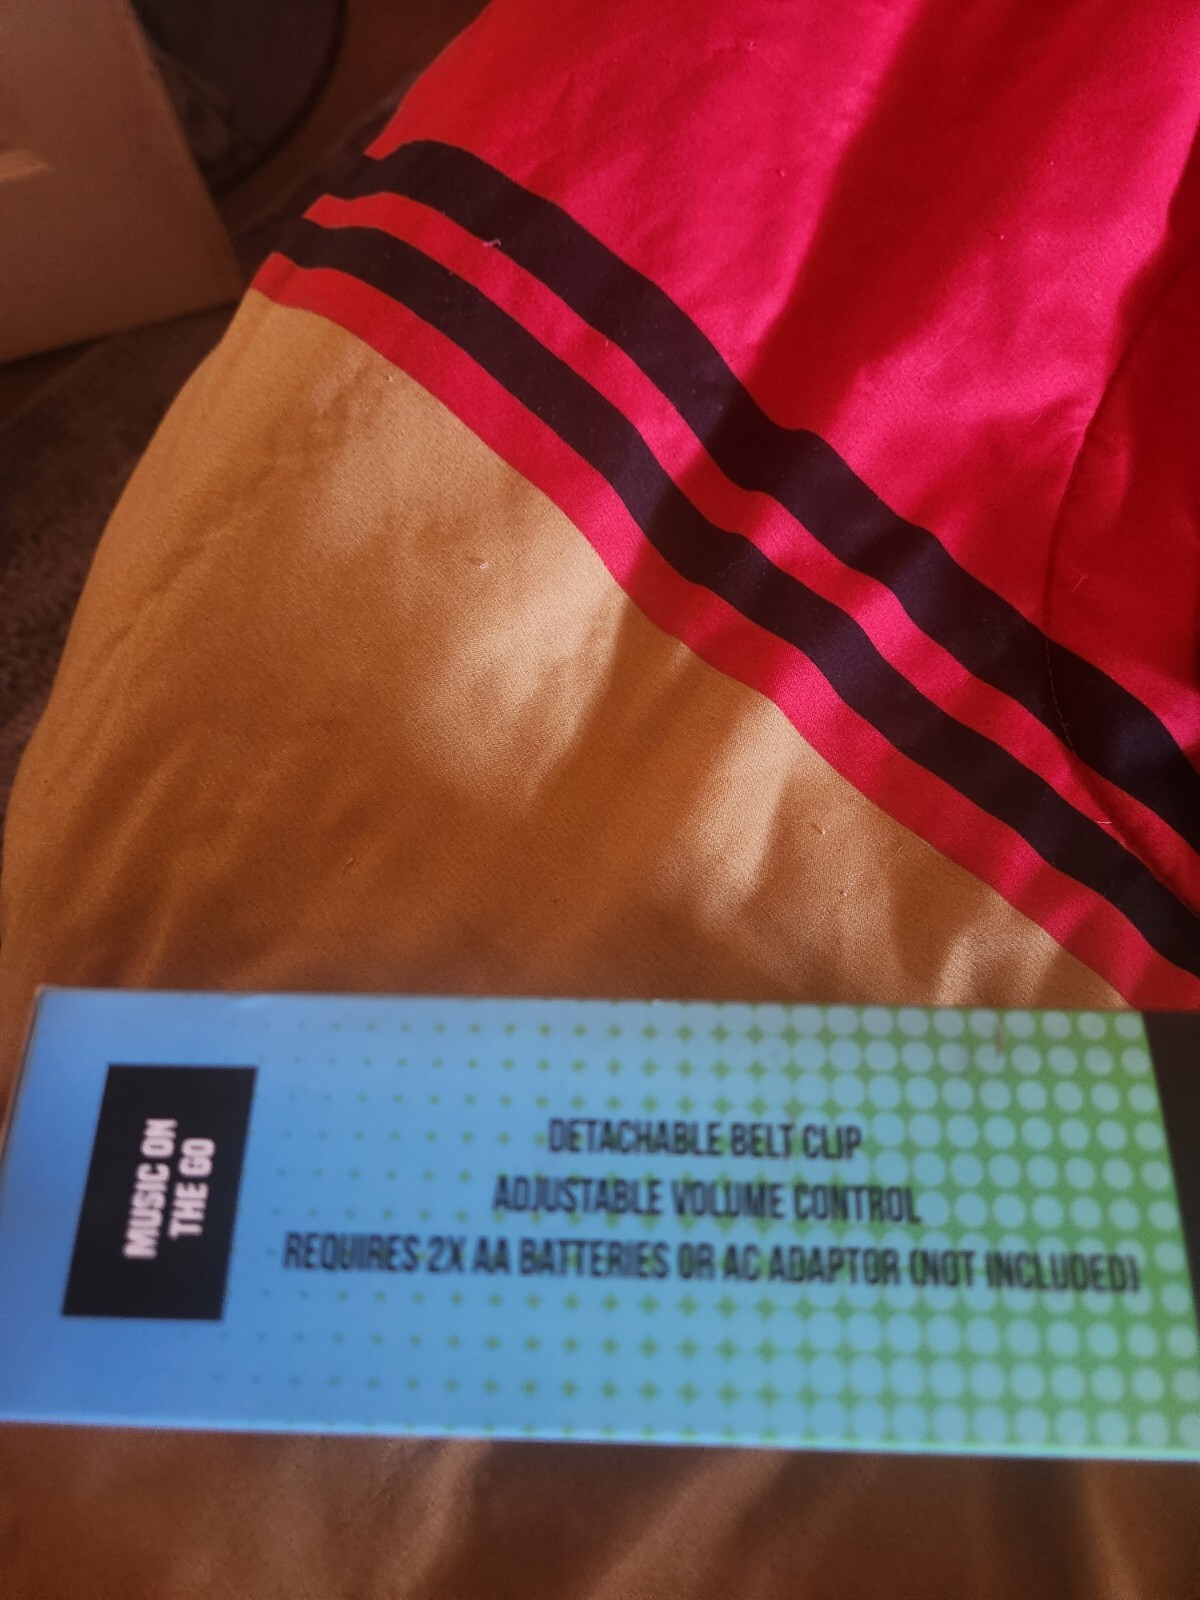 MUSIC ON
THE GO
DETACHABLE BELT CLIP
ADJUSTABLE VOLUME CONTROL
REQUIRES 2X AA BATTERIES OR AC ADAPTOR (NOT INCLUDED)